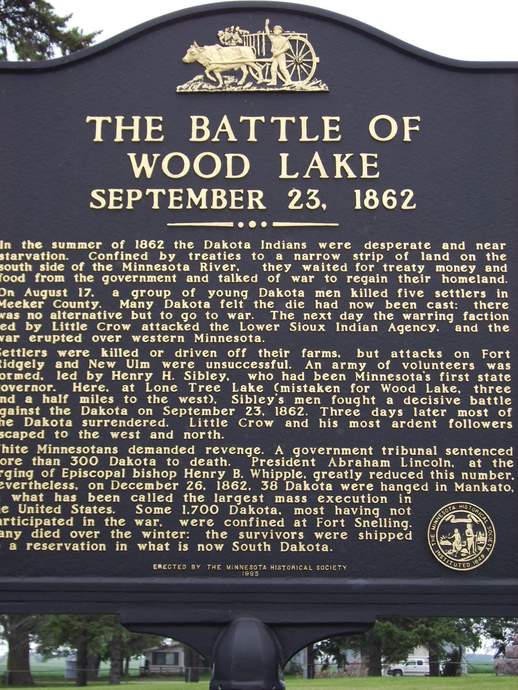 THE BATTLE OF
WOOD LAKE
SEPTEMBER 23, 1862
In the summer of 1862 the Dakota Indians were desperate and near
starvation. Confined by treaties to a narrow strip of land on the
south side of the Minnesota River, they waited for treaty money and
food from the government and talked of war to regain their homeland.
On August 17, a group of young Dakota men killed five settlers in
Meeker County. Many Dakota felt the die had now been cast; there
was no alternative but to go to war. The next day the warring faction
led by Little Crow attacked the Lower Sioux Indian Agency, and the
war erupted over western Minnesota.
Settlers were killed or driven off their farms, but attacks on Fort
Ridgely and New Ulm were unsuccessful. An army of volunteers was
formed, led by Henry H. Sibley, who had been Minnesota's first state
governor. Here, at Lone Tree Lake (mistaken for Wood Lake, three
and a half miles to the west), Sibley's men fought a decisive battle
against the Dakota on September 23, 1862. Three days later most of
the Dakota surrendered. Little Crow and his most ardent followers
escaped to the west and north.
White Minnesotans demanded revenge. A government tribunal sentenced
more than 300 Dakota to death. President Abraham Lincoln, at the
urging of Episcopal bishop Henry B. Whipple, greatly reduced this number.
Nevertheless, on December 26, 1862, 38 Dakota were hanged in Mankato,
in what has been called the largest mass execution in
the United States. Some 1,700 Dakota, most having not
participated in the war, were confined at Fort Snelling.
Many died over the winter; the survivors were shipped
to a reservation in what is now South Dakota.
ERECTED BY THE MINNESOTA HISTORICAL SOCIETY
THE MINNESOTA HISTORICAL SOCIETY
INSTITUTED 1849